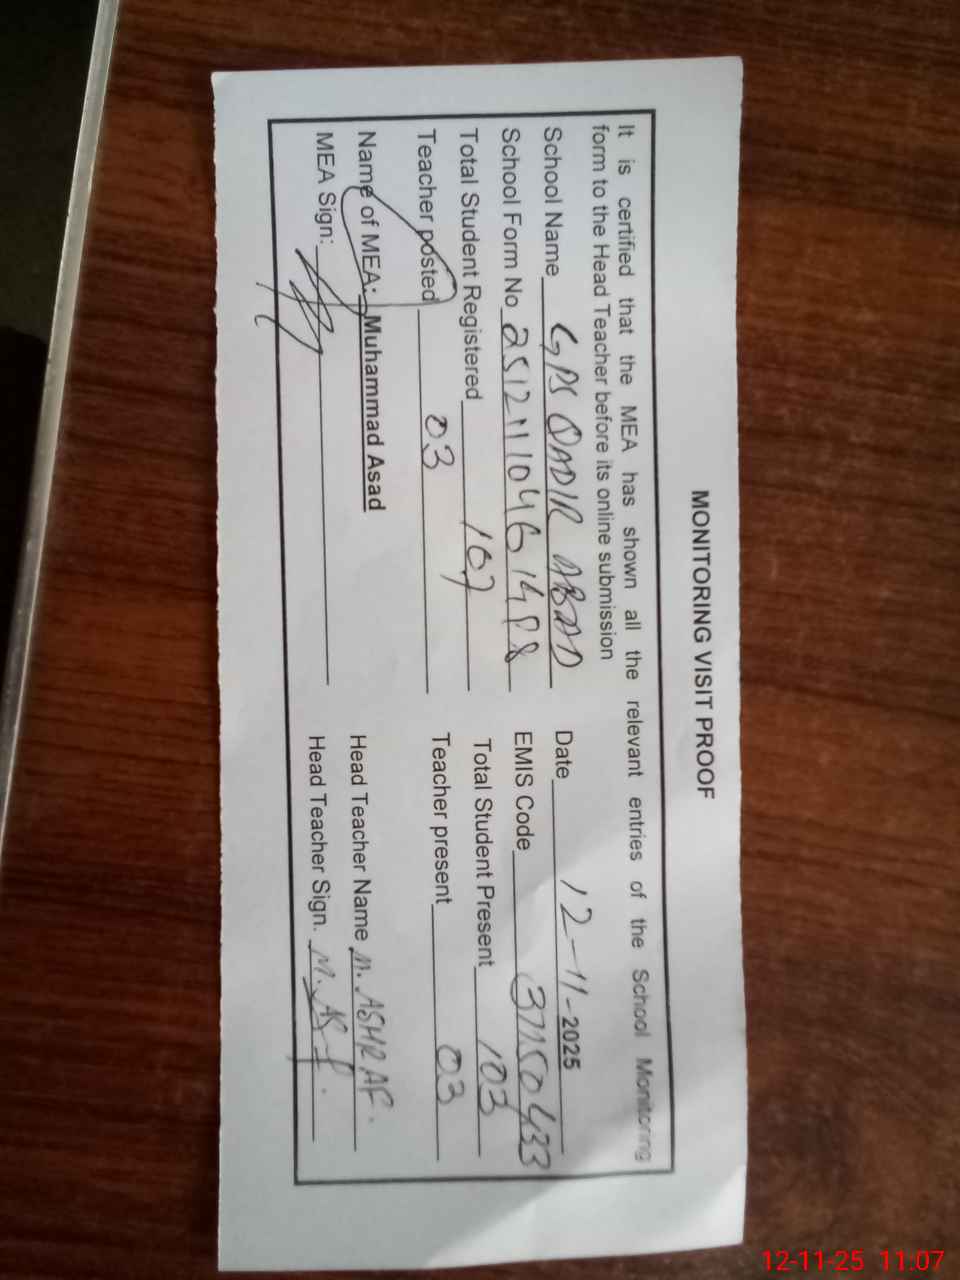 MONITORING VISIT PROOF
It is certified that the MEA has shown all the relevant entries of the School Monitoring
form to the Head Teacher before its online submission
School Name GPS QADIR ABAD Date 12-11-2025
School Form No EMIS Code
Total Student Registered 107 Total Student Present 103
Teacher posted 03 Teacher present 03
Name of MEA: Muhammad Asad Head Teacher Name M. ASHRAF.
MEA Sign: Head Teacher Sign.
12-11-25 11:07